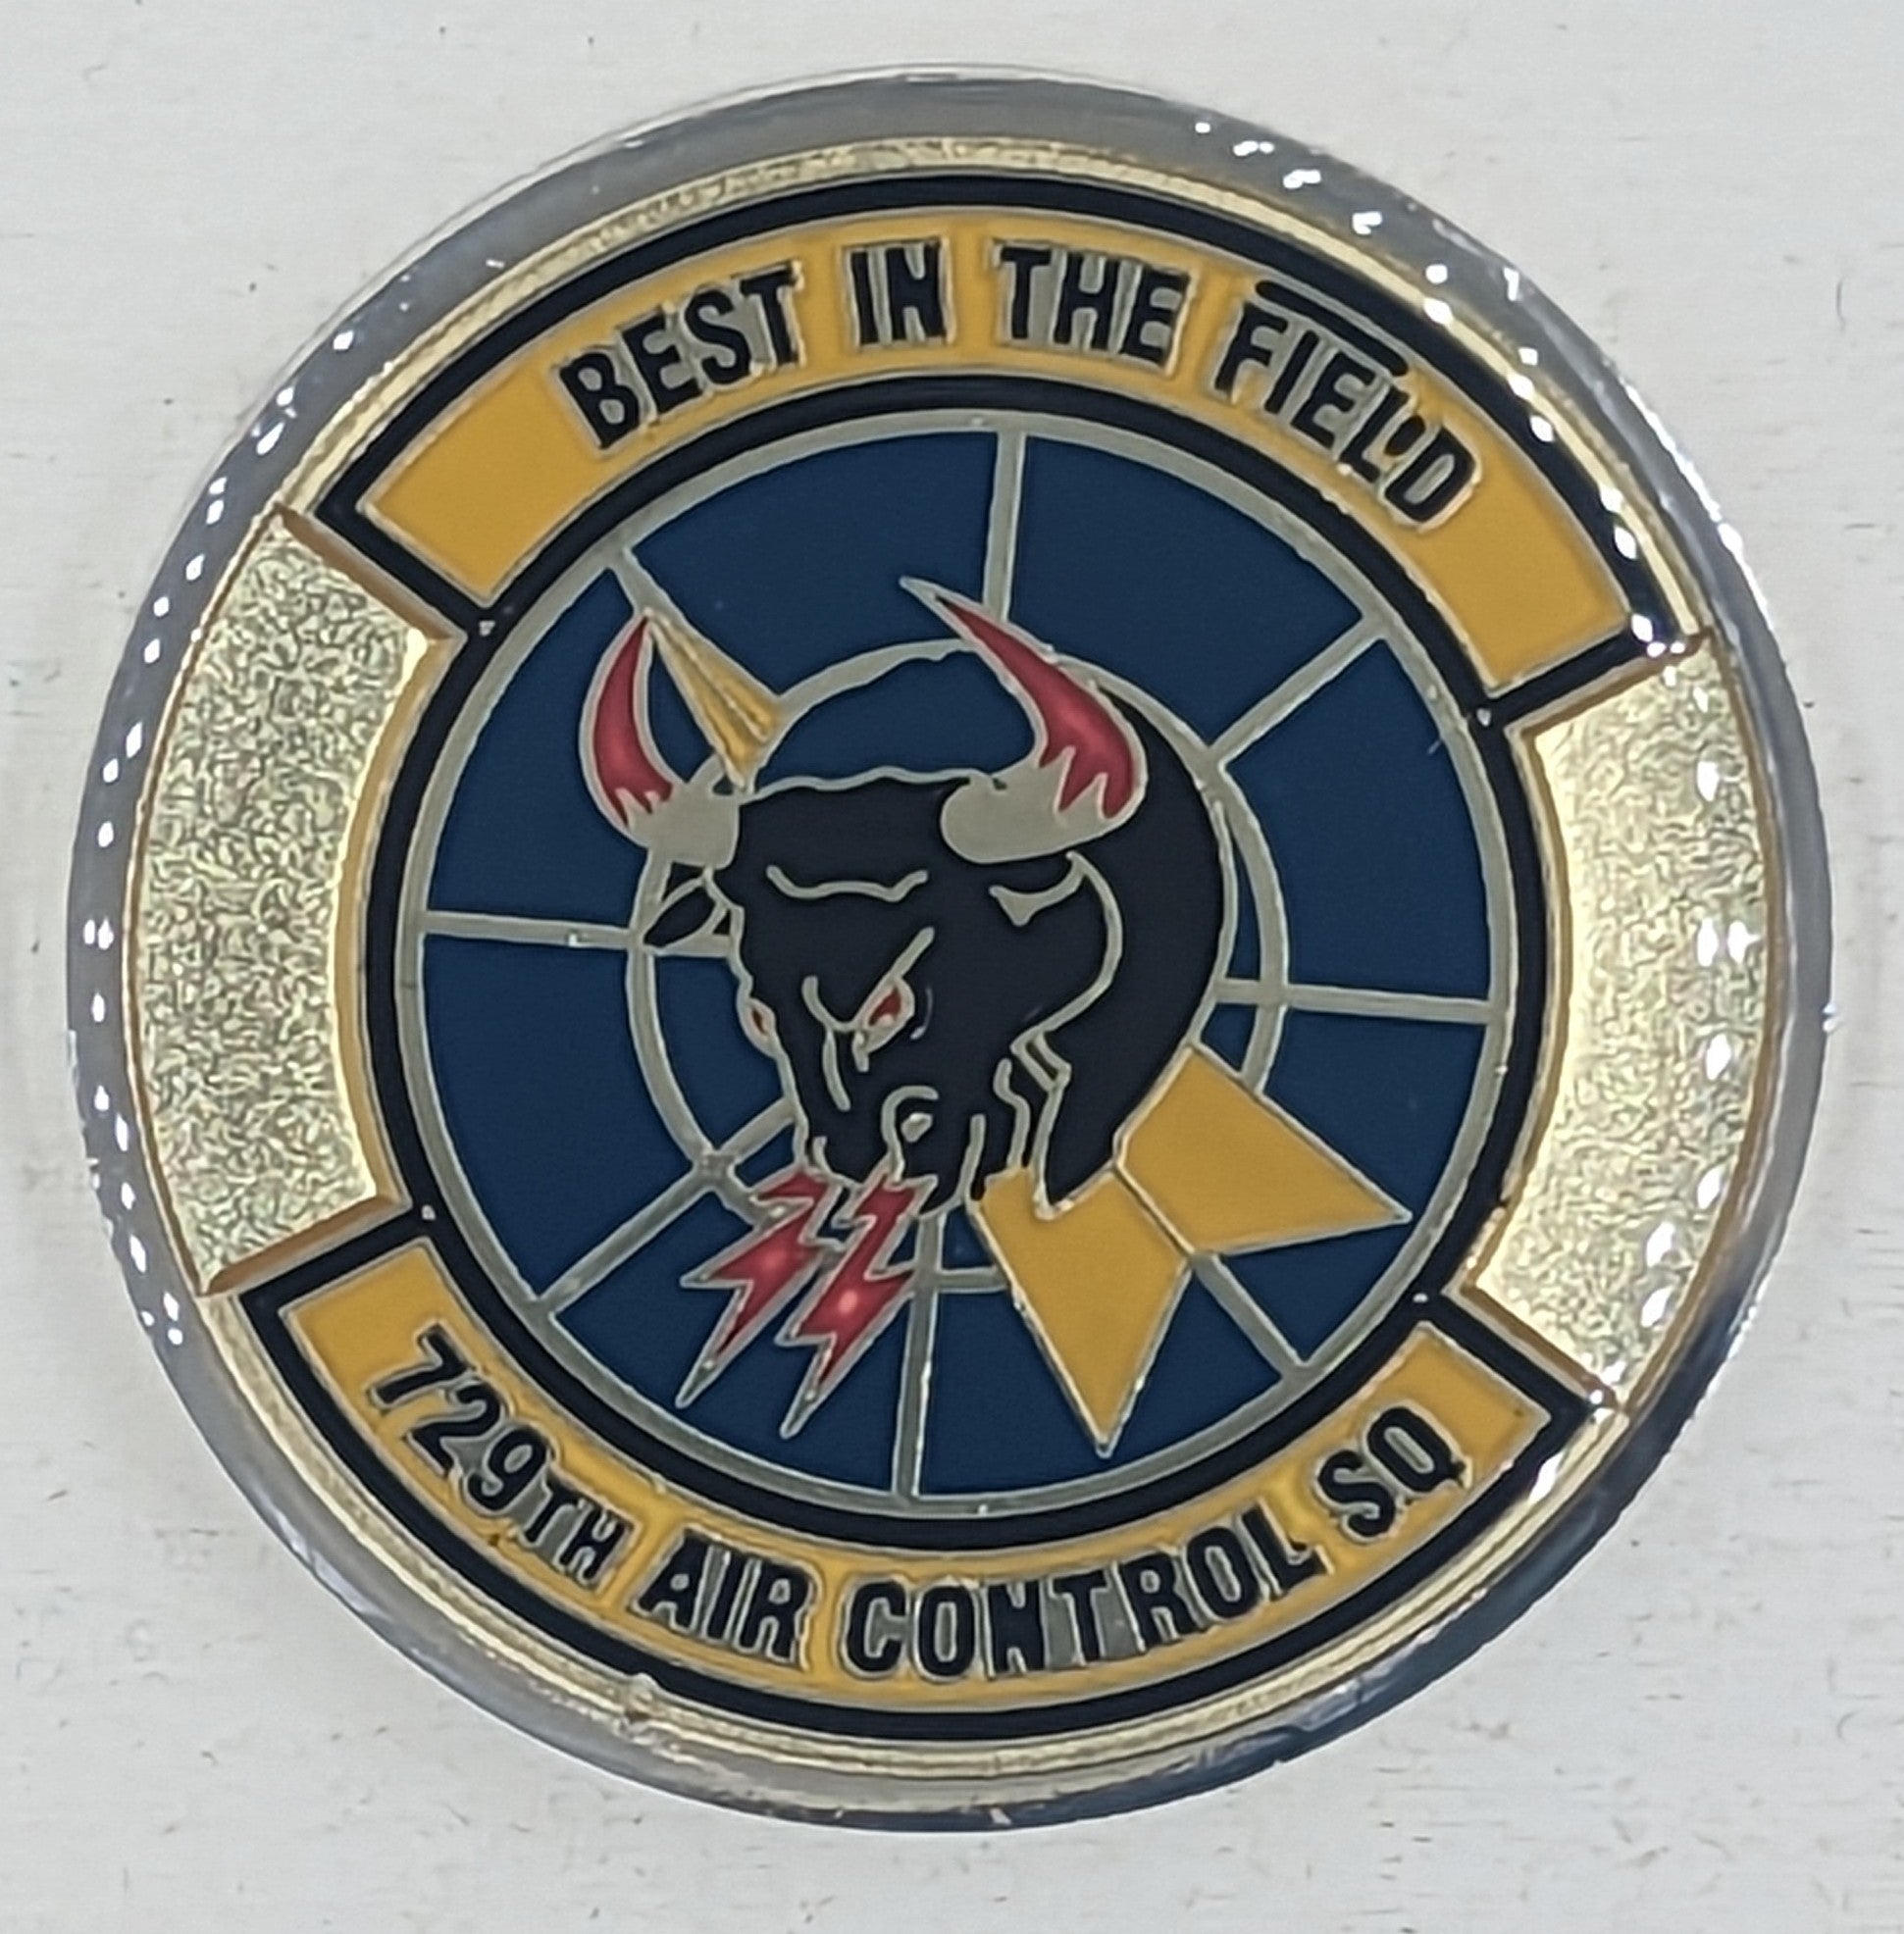 BEST IN THE FIELD
729TH AIR CONTROL SQ